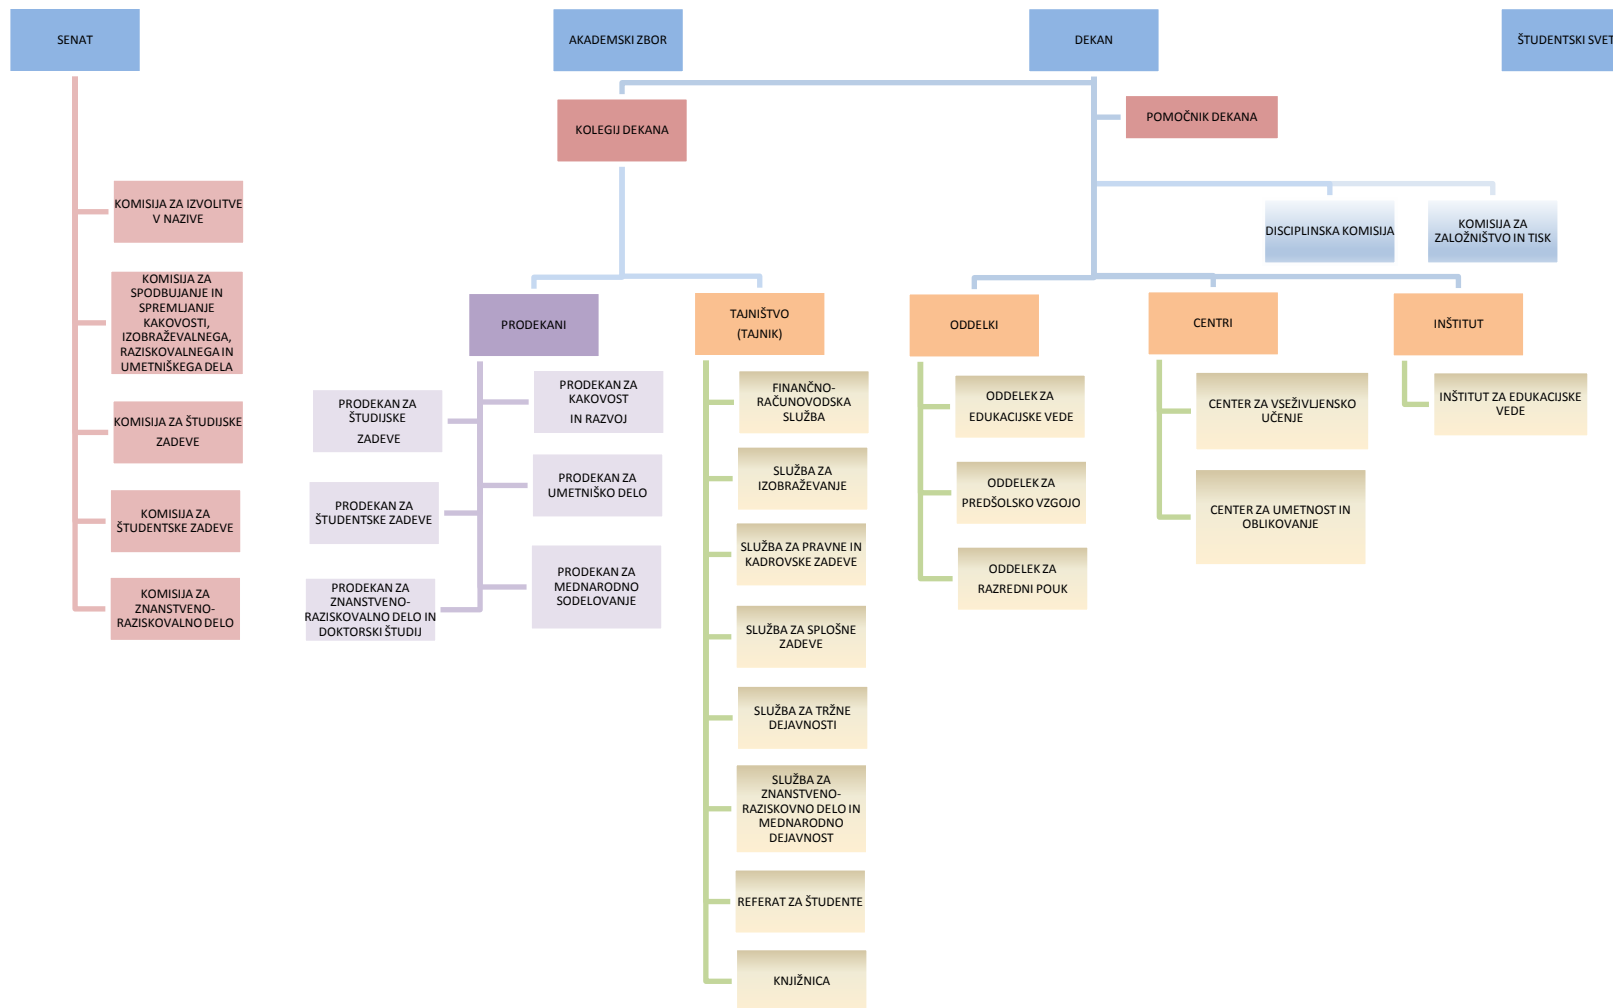 SENAT
AKADEMSKI ZBOR
DEKAN
ŠTUDENTSKI SVET
KOLEGIJ DEKANA
POMOČNIK DEKANA
KOMISIJA ZA IZVOLITVE
V NAZIVE
KOMISIJA ZA
SPODBUJANJE IN
SPREMLJANJE
KAKOVOSTI,
IZOBRAŽEVALNEGA,
RAZISKOVALNEGA IN
UMETNIŠKEGA DELA
KOMISIJA ZA ŠTUDIJSKE
ZADEVE
KOMISIJA ZA
ŠTUDENTSKE ZADEVE
KOMISIJA ZA
ZNANSTVENO-
RAZISKOVALNO DELO
DISCIPLINSKA KOMISIJA
KOMISIJA ZA
ZALOŽNIŠTVO IN TISK
PRODEKANI
PRODEKAN ZA
ŠTUDIJSKE
ZADEVE
PRODEKAN ZA
KAKOVOST
IN RAZVOJ
PRODEKAN ZA
ŠTUDENTSKE ZADEVE
PRODEKAN ZA
UMETNIŠKO DELO
PRODEKAN ZA
ZNANSTVENO-
RAZISKOVALNO DELO IN
DOKTORSKI ŠTUDIJ
PRODEKAN ZA
MEDNARODNO
SODELOVANJE
TAJNIŠTVO
(TAJNIK)
FINANČNO-
RAČUNOVODSKA
SLUŽBA
SLUŽBA ZA
IZOBRAŽEVANJE
SLUŽBA ZA PRAVNE IN
KADROVSKE ZADEVE
SLUŽBA ZA SPLOŠNE
ZADEVE
SLUŽBA ZA TRŽNE
DEJAVNOSTI
SLUŽBA ZA
ZNANSTVENO-
RAZISKOVNO DELO IN
MEDNARODNO
DEJAVNOST
REFERAT ZA ŠTUDENTE
KNJIŽNICA
ODDELKI
ODDELEK ZA
EDUKACIJSKE VEDE
ODDELEK ZA
PREDŠOLSKO VZGOJO
ODDELEK ZA
RAZREDNI POUK
CENTRI
CENTER ZA VSEŽIVLJENSKO
UČENJE
CENTER ZA UMETNOST IN
OBLIKOVANJE
INŠTITUT
INŠTITUT ZA EDUKACIJSKE
VEDE